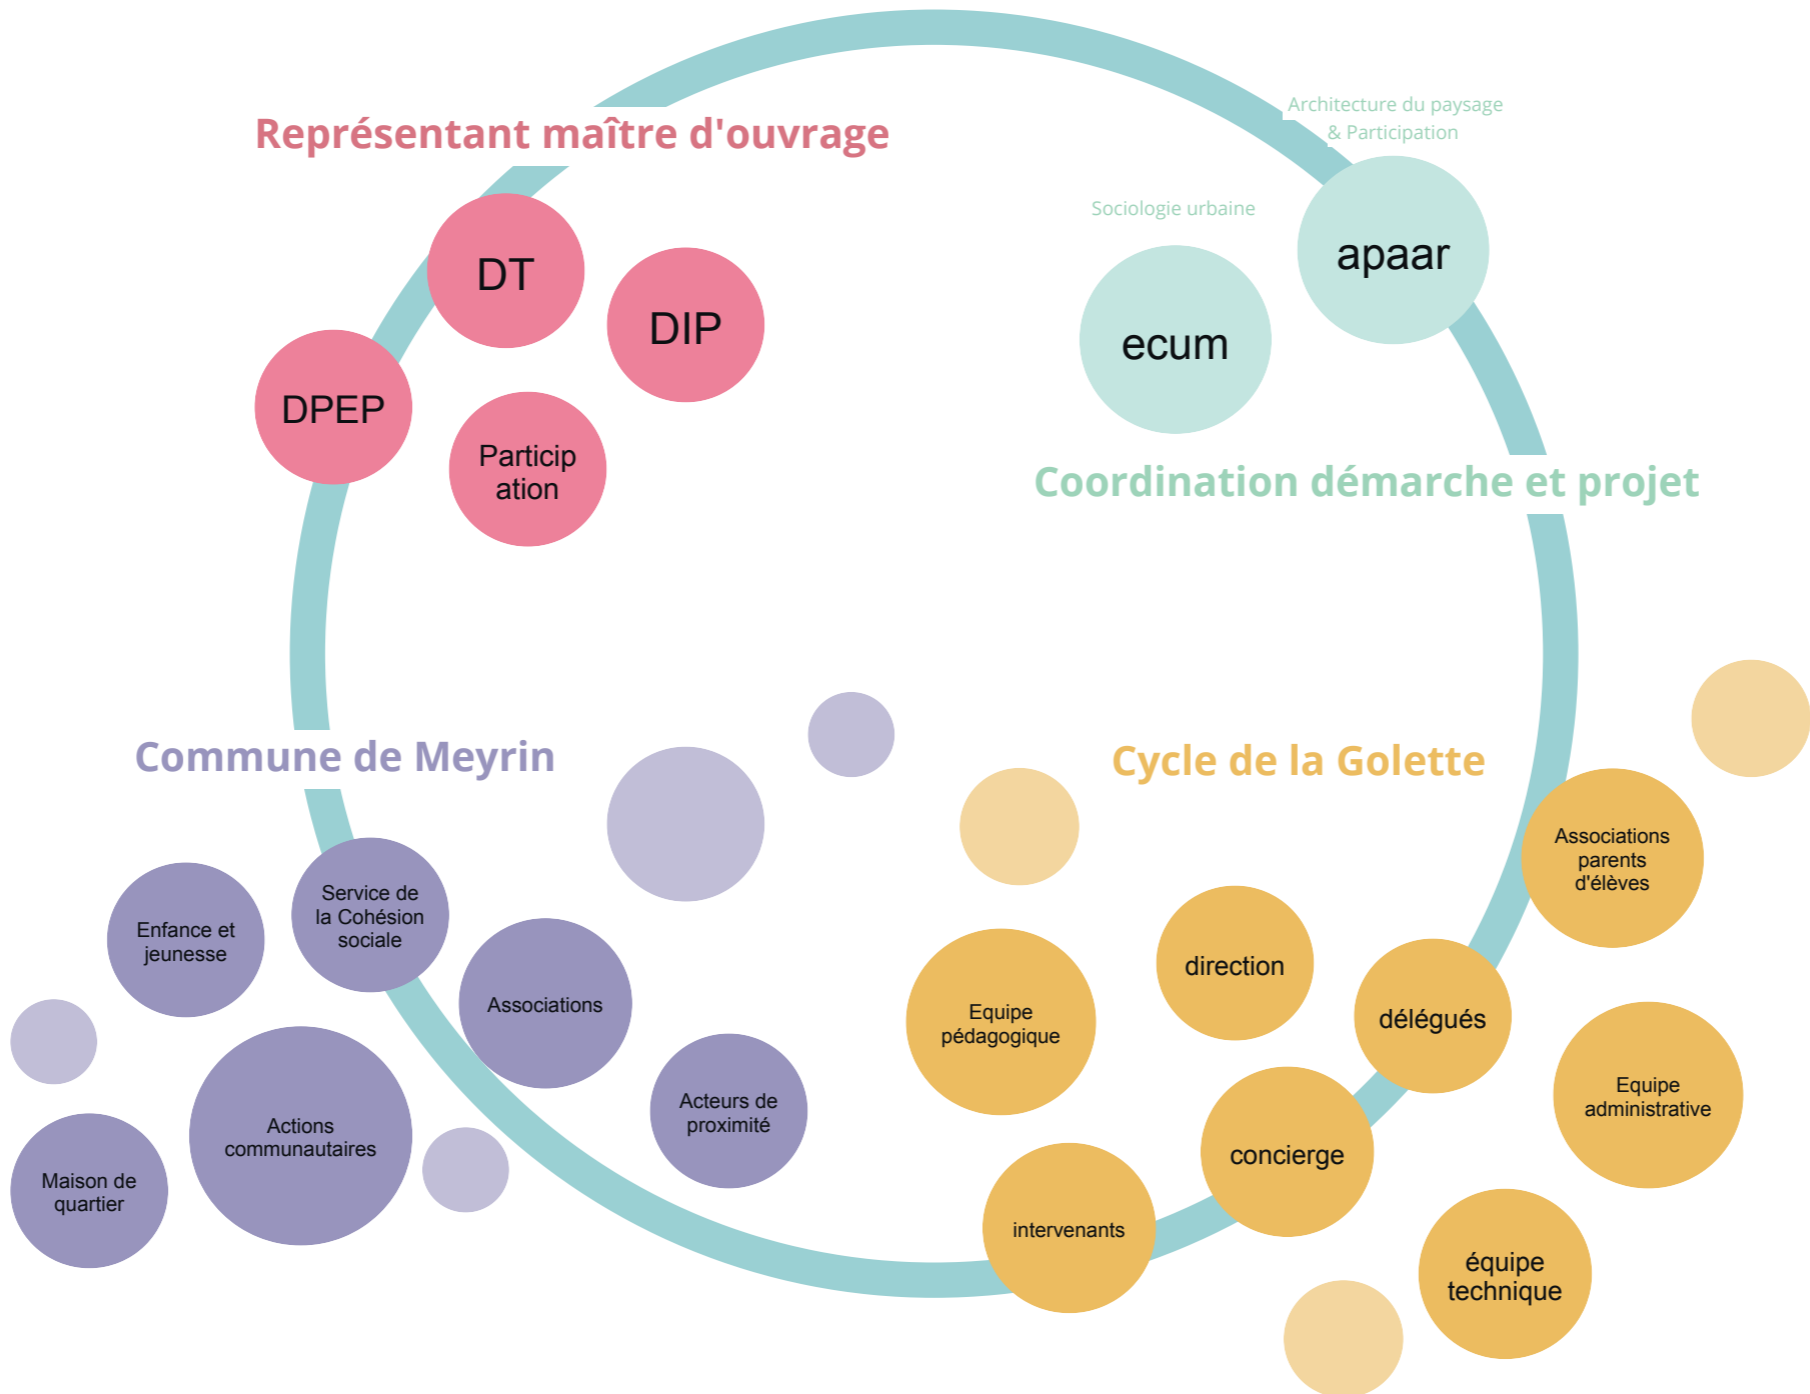 Représentant maître d'ouvrage
DT
DIP
DPEP
Particip
ation
Architecture du paysage
& Participation
Sociologie urbaine
apaar
ecum
Coordination démarche et projet
Commune de Meyrin
Enfance et
jeunesse
Service de
la Cohésion
sociale
Associations
Acteurs de
proximité
Actions
communautaires
Maison de
quartier
Cycle de la Golette
Associations
parents
d'élèves
direction
Equipe
pédagogique
délégués
Equipe
administrative
concierge
intervenants
équipe
technique